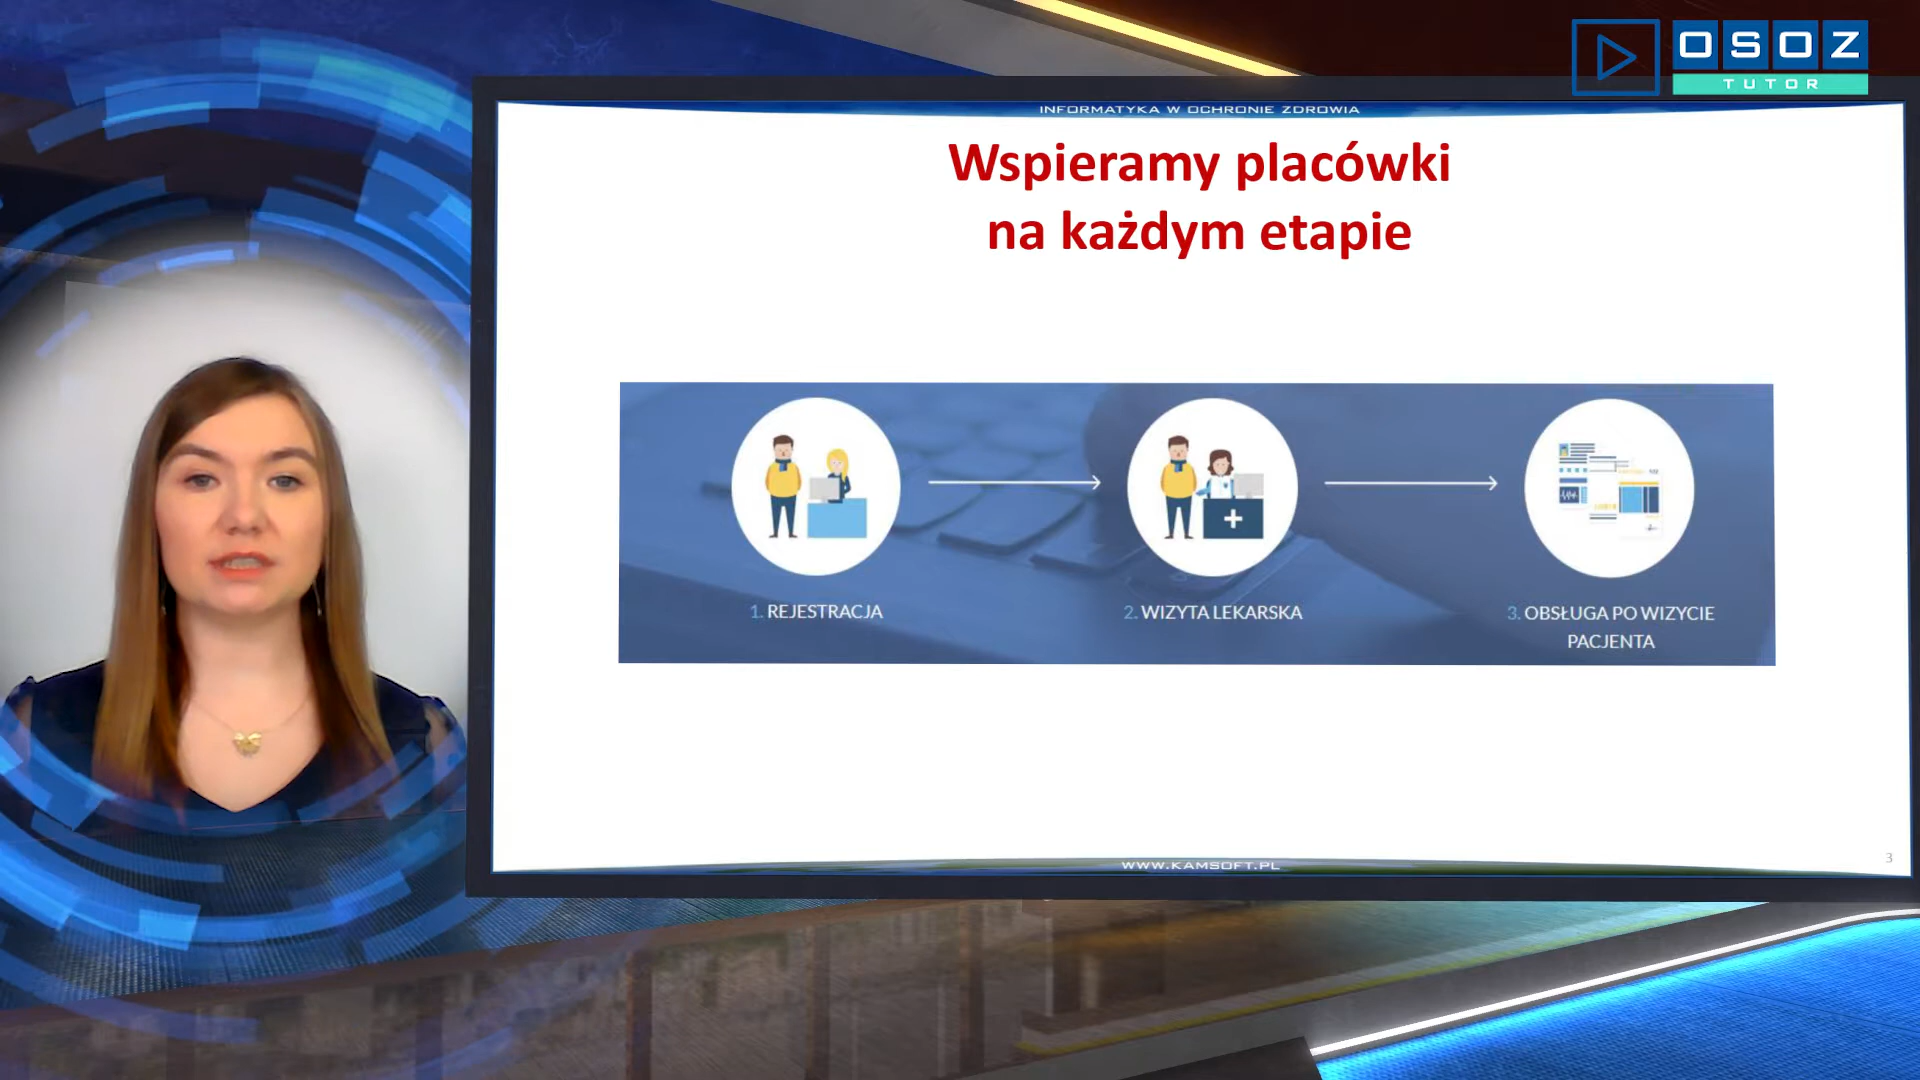 OSOZ
TUTOR
INFORMATYKA W OCHRONIE ZDROWIA
Wspieramy placówki
na każdym etapie
1. REJESTRACJA
2. WIZYTA LEKARSKA
3. OBSŁUGA PO WIZYCIE
PACJENTA
WWW.KAMSOFT.PL
3